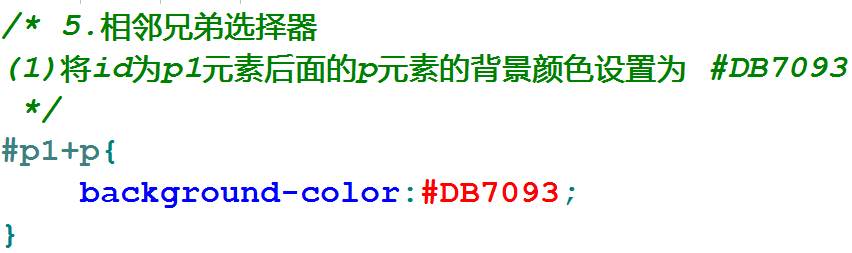 /* 5.相邻兄弟选择器
(1)将id为p1元素后面的p元素的背景颜色设置为 #DB7093
*/
#p1+p{
background-color:#DB7093;
}